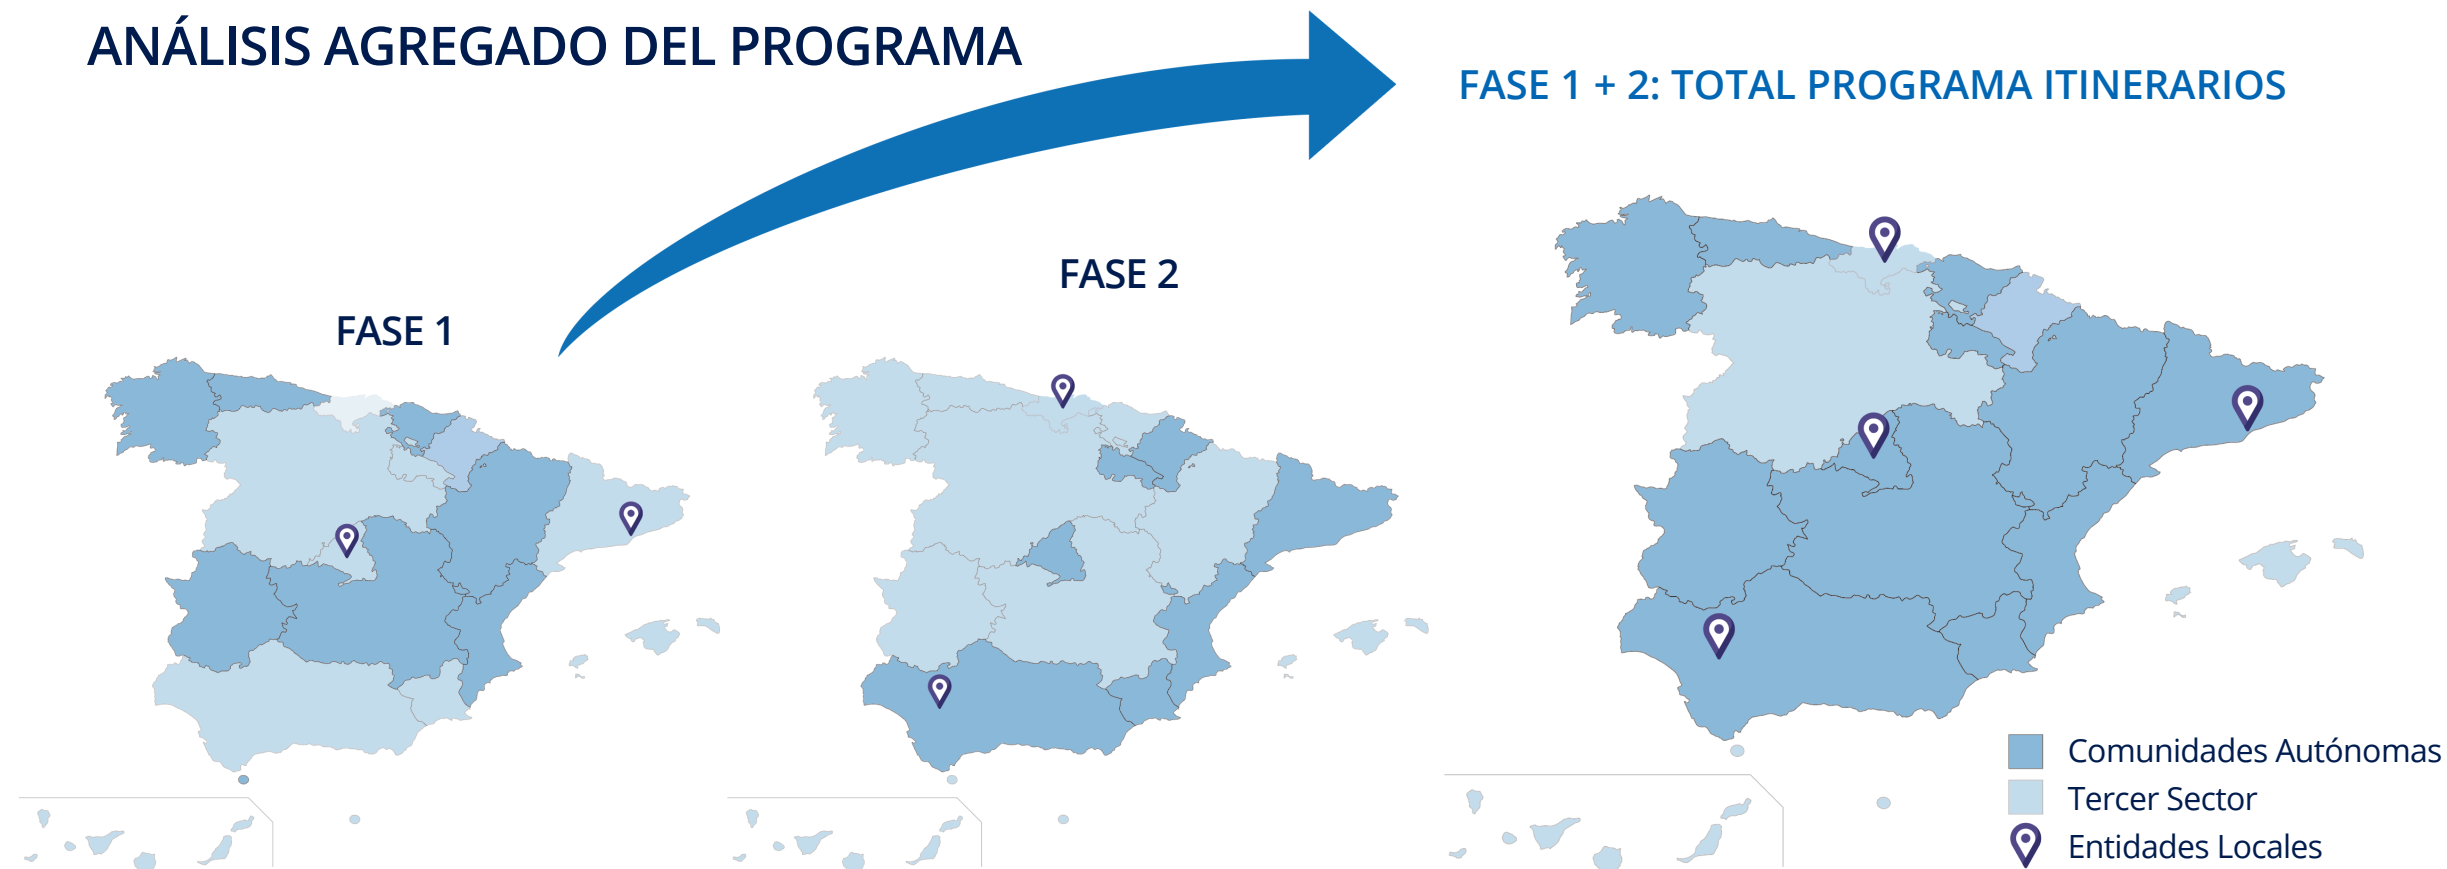 ANÁLISIS AGREGADO DEL PROGRAMA
FASE 1 + 2: TOTAL PROGRAMA ITINERARIOS
FASE 2
FASE 1
Comunidades Autónomas
Tercer Sector
Entidades Locales